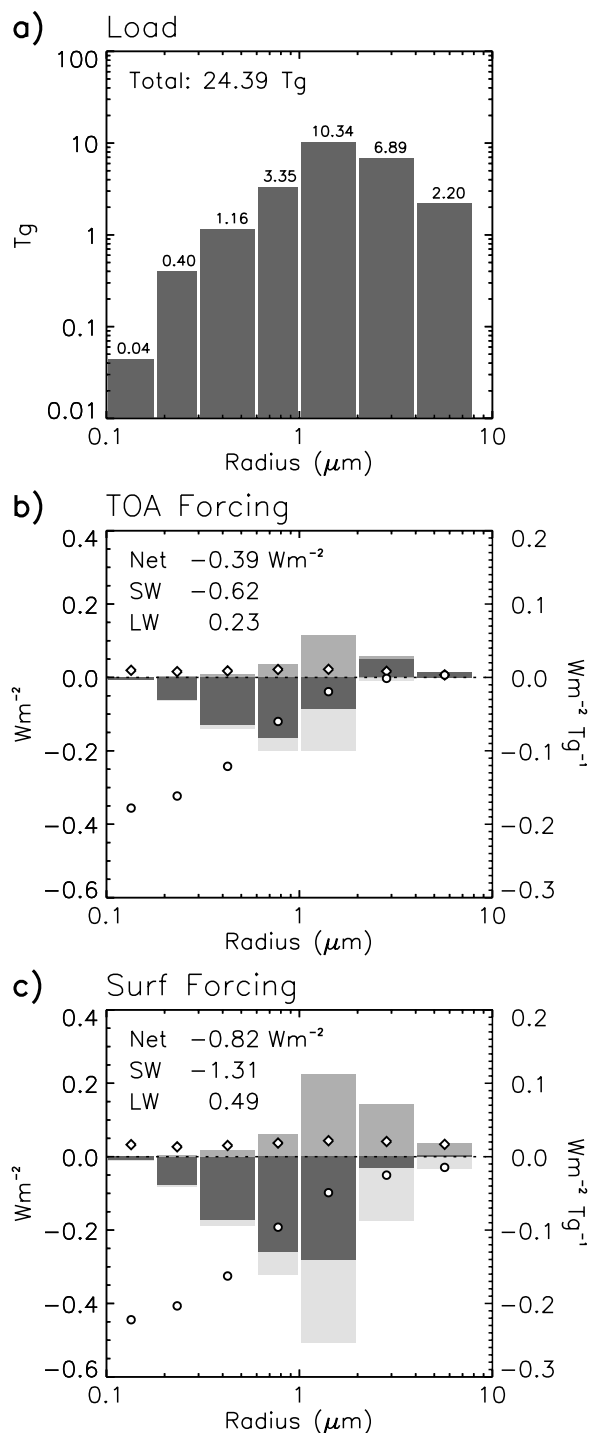 a) Load
Total: 24.39 Tg
100
10
1
0.1
0.01
Tg
0.04
0.40
1.16
3.35
10.34
6.89
2.20
0.1 1 10
Radius (μm)
b) TOA Forcing
Net −0.39 Wm⁻²
SW −0.62
LW 0.23
0.4
0.2
0.0
−0.2
−0.4
−0.6
Wm⁻²
0.2
0.1
0.0
−0.1
−0.2
−0.3
Wm⁻² Tg⁻¹
0.1 1 10
Radius (μm)
c) Surf Forcing
Net −0.82 Wm⁻²
SW −1.31
LW 0.49
0.4
0.2
0.0
−0.2
−0.4
−0.6
Wm⁻²
0.2
0.1
0.0
−0.1
−0.2
−0.3
Wm⁻² Tg⁻¹
0.1 1 10
Radius (μm)